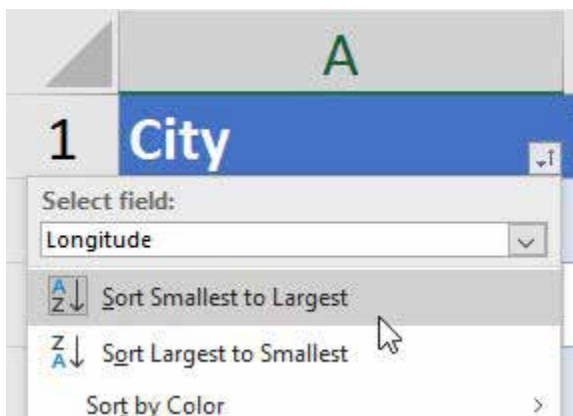 A
1 City
Select field:
Longitude
A
Z Sort Smallest to Largest
Z
A Sort Largest to Smallest
Sort by Color